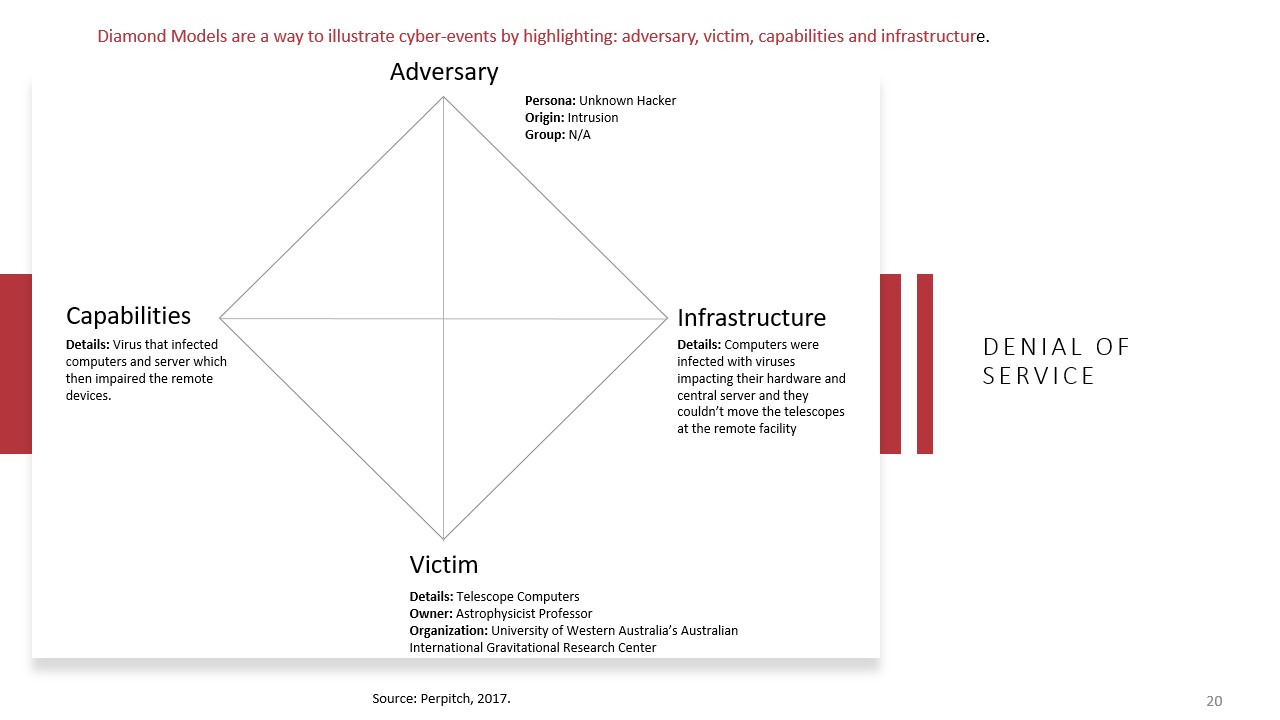 Diamond Models are a way to illustrate cyber-events by highlighting: adversary, victim, capabilities and infrastructure.
Adversary
Persona: Unknown Hacker
Origin: Intrusion
Group: N/A
Capabilities
Details: Virus that infected
computers and server which
then impaired the remote
devices.
Infrastructure
Details: Computers were
infected with viruses
impacting their hardware and
central server and they
couldn’t move the telescopes
at the remote facility
DENIAL OF
SERVICE
Victim
Details: Telescope Computers
Owner: Astrophysicist Professor
Organization: University of Western Australia’s Australian
International Gravitational Research Center
Source: Perpitch, 2017.
20